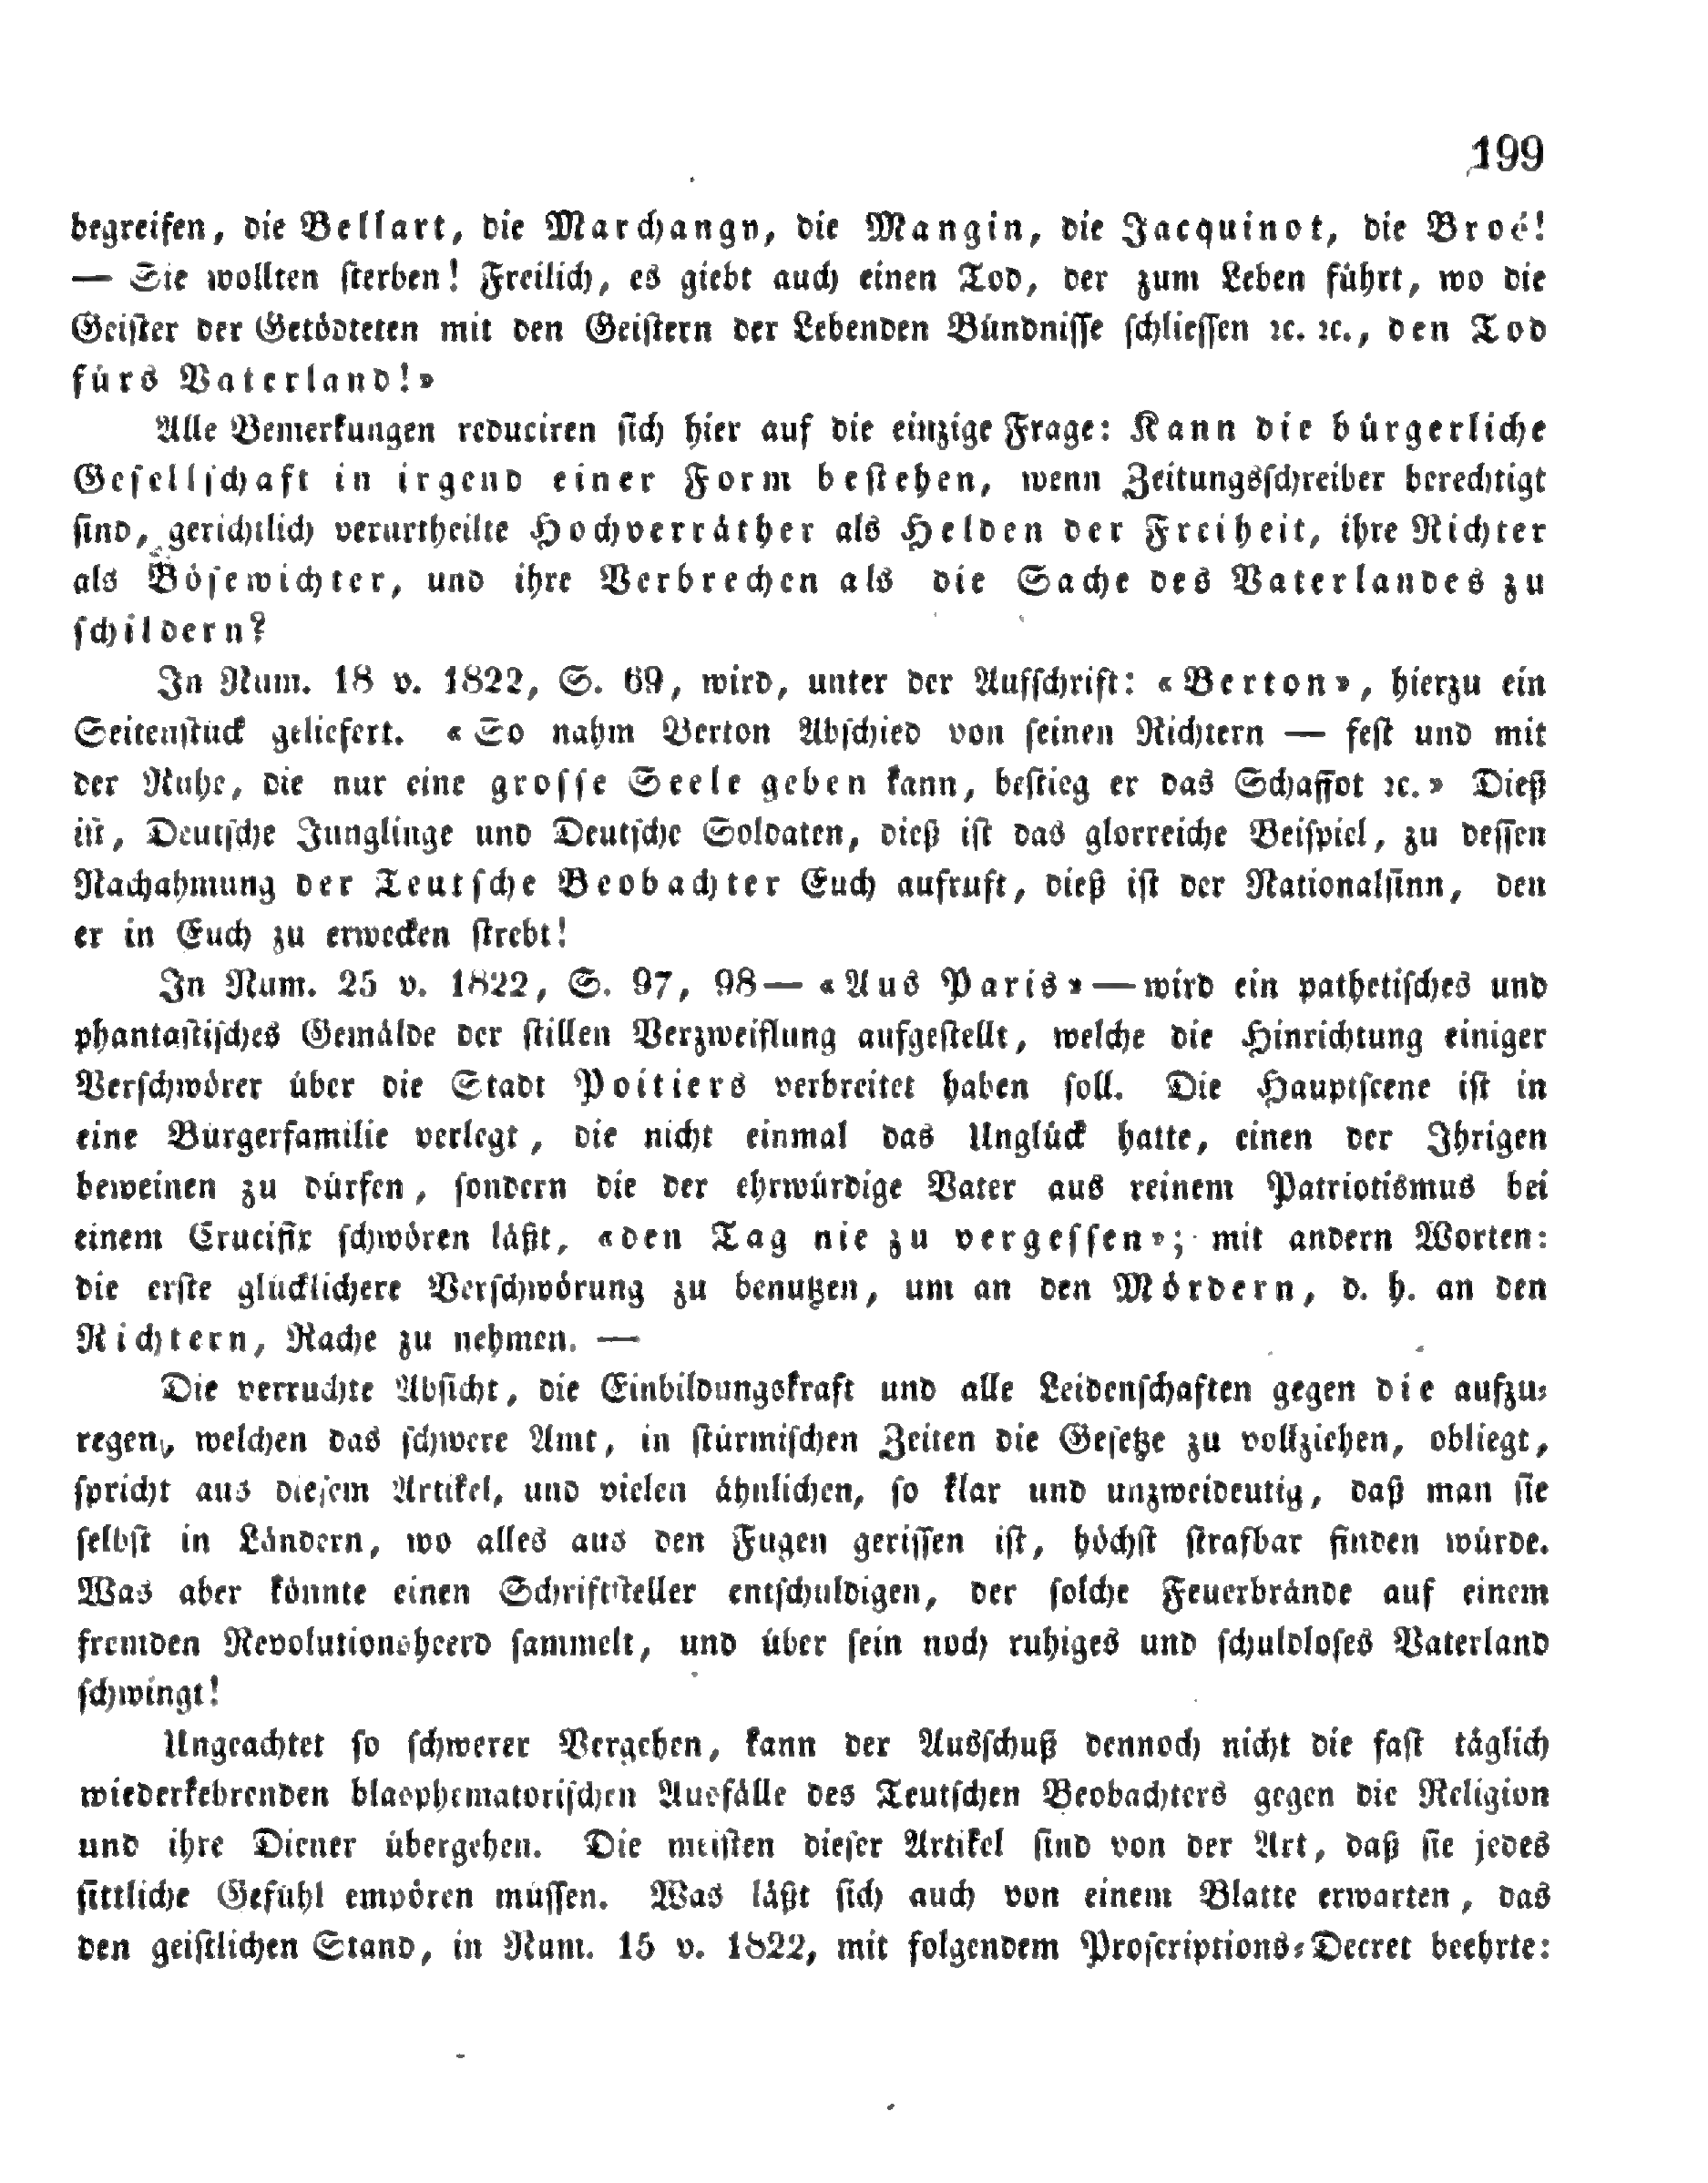 199
begreifen, die Bellart, die Marchangy, die Mangin, die Jacquinot, die Broé!
— Sie wollten sterben! Freilich, es giebt auch einen Tod, der zum Leben führt, wo die
Geister der Getödteten mit den Geistern der Lebenden Bündnisse schliessen ꝛc. ꝛc., den Tod
fürs Vaterland!»
Alle Bemerkungen reduciren sich hier auf die einzige Frage: Kann die bürgerliche
Gesellschaft in irgend einer Form bestehen, wenn Zeitungsschreiber berechtigt
sind, gerichtlich verurtheilte Hochverräther als Helden der Freiheit, ihre Richter
als Bösewichter, und ihre Verbrechen als die Sache des Vaterlandes zu
schildern?
In Num. 18 v. 1822, S. 69, wird, unter der Aufschrift: «Berton», hierzu ein
Seitenstück geliefert. «So nahm Berton Abschied von seinen Richtern — fest und mit
der Ruhe, die nur eine grosse Seele geben kann, bestieg er das Schaffot ꝛc.» Dieß
ist, Deutsche Jünglinge und Deutsche Soldaten, dieß ist das glorreiche Beispiel, zu dessen
Nachahmung der Teutsche Beobachter Euch aufruft, dieß ist der Nationalsinn, den
er in Euch zu erwecken strebt!
In Num. 25 v. 1822, S. 97, 98 — «Aus Paris» — wird ein pathetisches und
phantastisches Gemälde der stillen Verzweiflung aufgestellt, welche die Hinrichtung einiger
Verschwörer über die Stadt Poitiers verbreitet haben soll. Die Hauptscene ist in
eine Bürgerfamilie verlegt, die nicht einmal das Unglück hatte, einen der Ihrigen
beweinen zu dürfen, sondern die der ehrwürdige Vater aus reinem Patriotismus bei
einem Crucifix schwören läßt, «den Tag nie zu vergessen»; mit andern Worten:
die erste glücklichere Verschwörung zu benutzen, um an den Mördern, d. h. an den
Richtern, Rache zu nehmen. —
Die verruchte Absicht, die Einbildungskraft und alle Leidenschaften gegen die aufzu-
regen, welchen das schwere Amt, in stürmischen Zeiten die Gesetze zu vollziehen, obliegt,
spricht aus diesem Artikel, und vielen ähnlichen, so klar und unzweideutig, daß man sie
selbst in Ländern, wo alles aus den Fugen gerissen ist, höchst strafbar finden würde.
Was aber könnte einen Schriftsteller entschuldigen, der solche Feuerbrände auf einem
fremden Revolutionsheerd sammelt, und über sein noch ruhiges und schuldloses Vaterland
schwingt!
Ungeachtet so schwerer Vergehen, kann der Ausschuß dennoch nicht die fast täglich
wiederkehrenden blasphematorischen Ausfälle des Teutschen Beobachters gegen die Religion
und ihre Diener übergehen. Die meisten dieser Artikel sind von der Art, daß sie jedes
sittliche Gefühl empören müssen. Was läßt sich auch von einem Blatte erwarten, das
den geistlichen Stand, in Num. 15 v. 1822, mit folgendem Proscriptions-Decret beehrte: